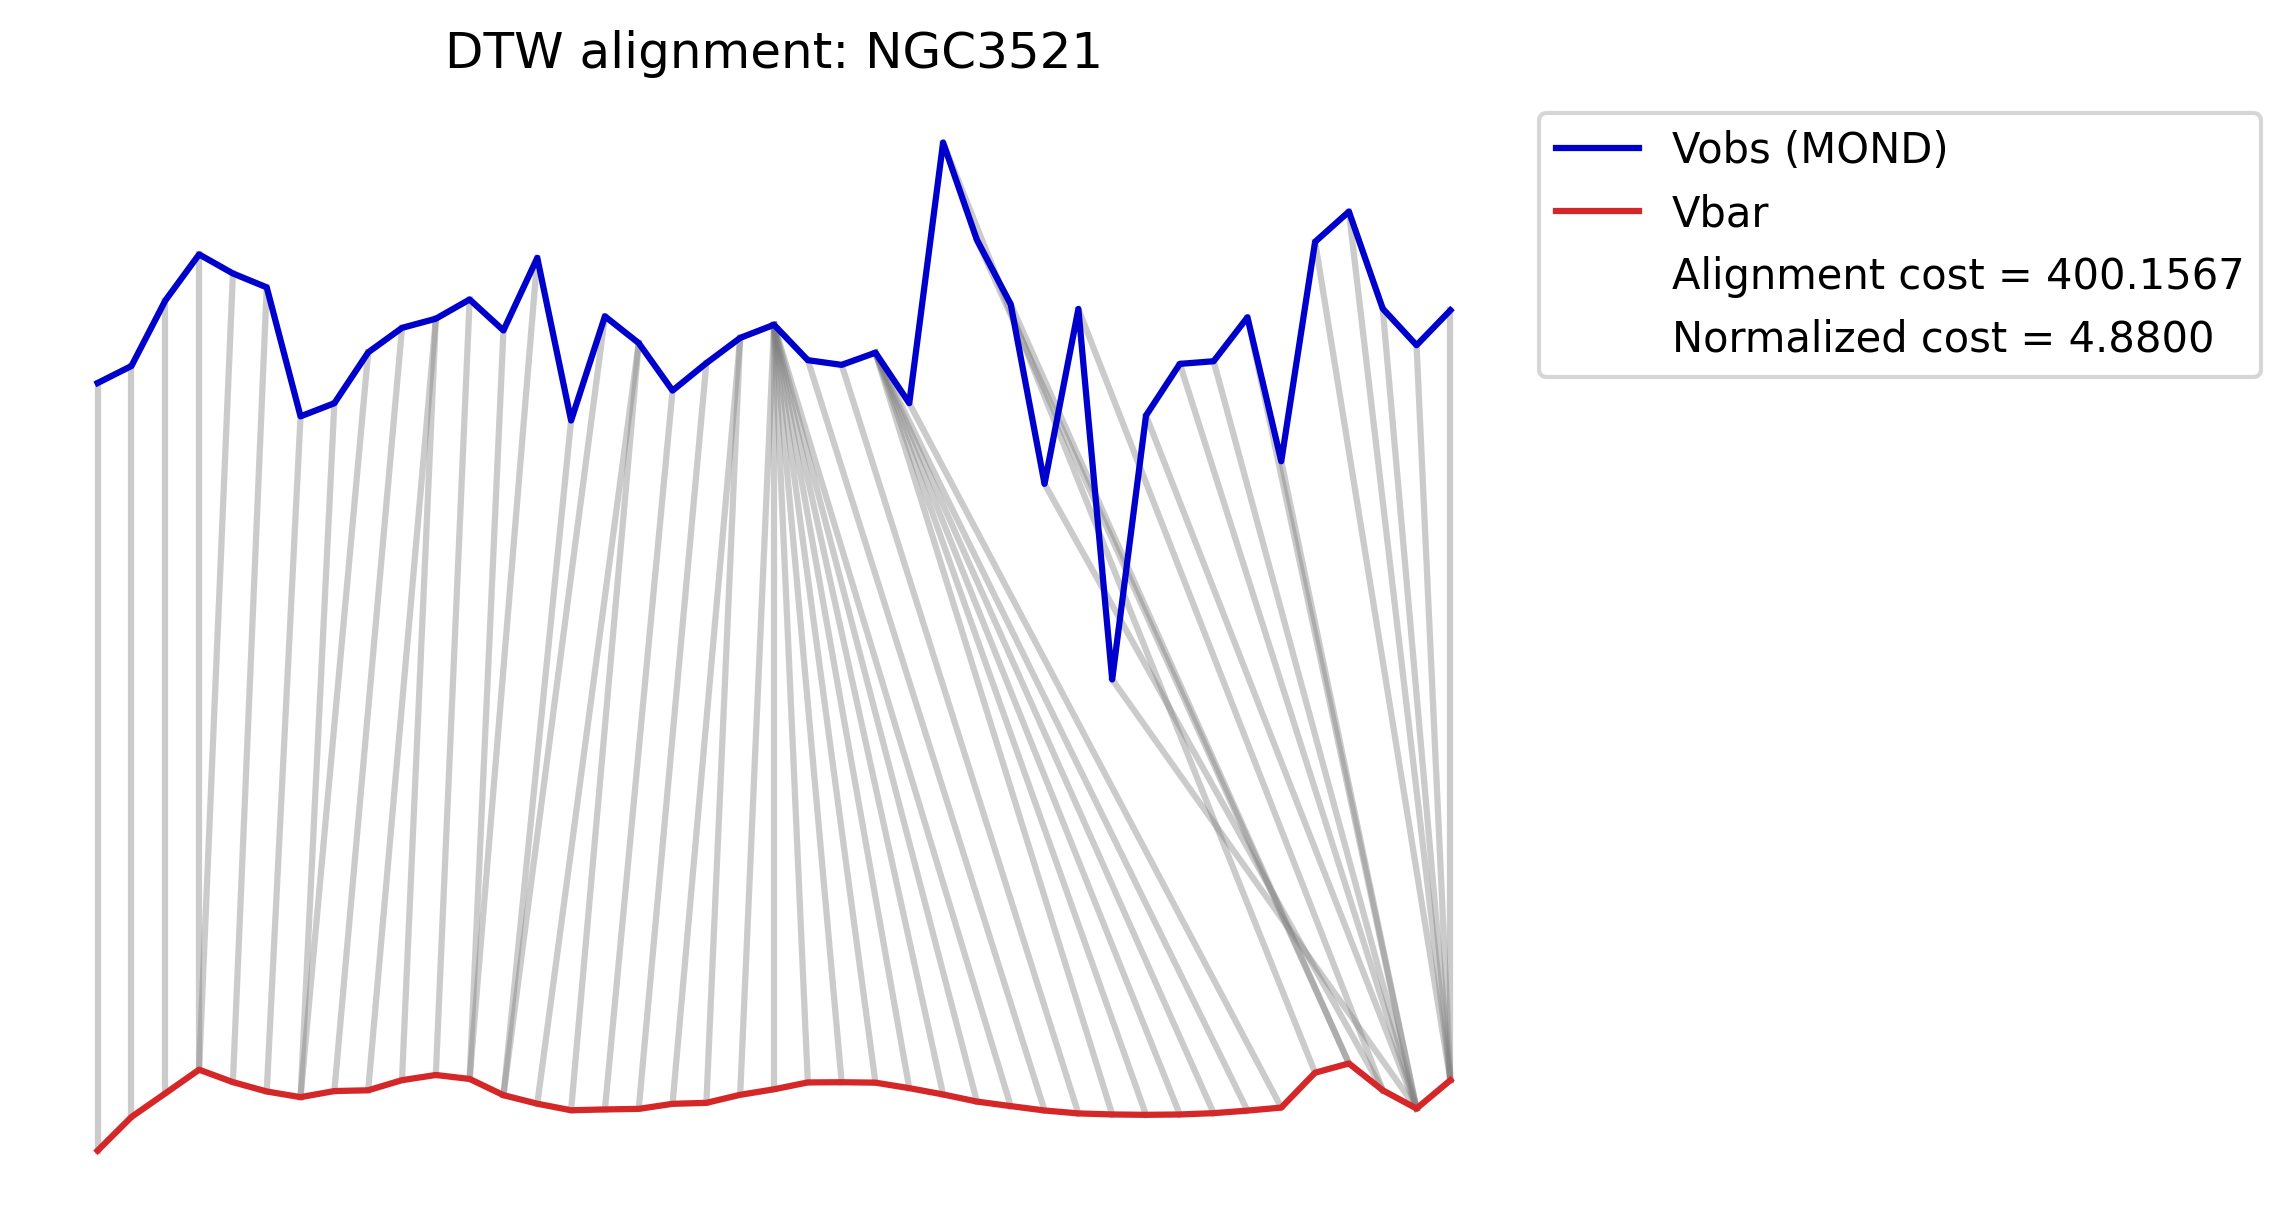 DTW alignment: NGC3521
Vobs (MOND)
Vbar
Alignment cost = 400.1567
Normalized cost = 4.8800